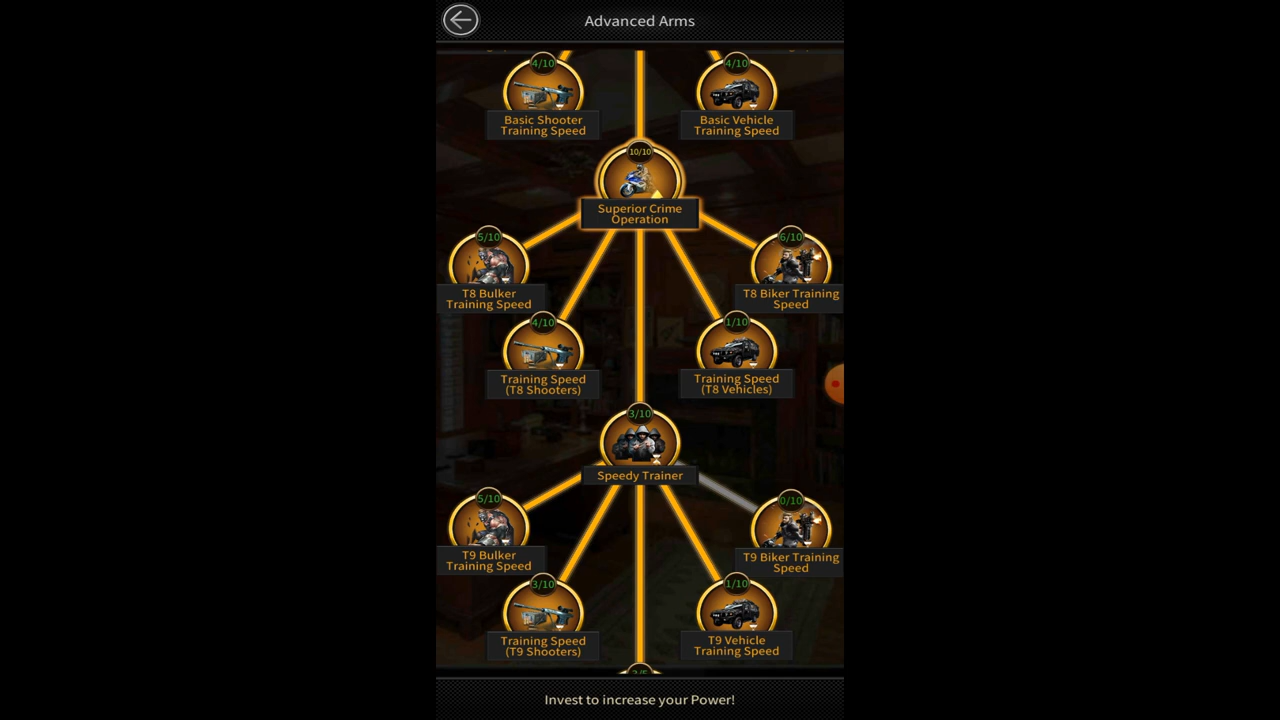 Advanced Arms
4/10
4/10
Basic Shooter
Training Speed
Basic Vehicle
Training Speed
10/10
Superior Crime
Operation
5/10
6/10
T8 Bulker
Training Speed
T8 Biker Training
Speed
4/10
1/10
Training Speed
(T8 Shooters)
Training Speed
(T8 Vehicles)
3/10
Speedy Trainer
5/10
0/10
T9 Bulker
Training Speed
T9 Biker Training
Speed
3/10
1/10
Training Speed
(T9 Shooters)
T9 Vehicle
Training Speed
Invest to increase your Power!